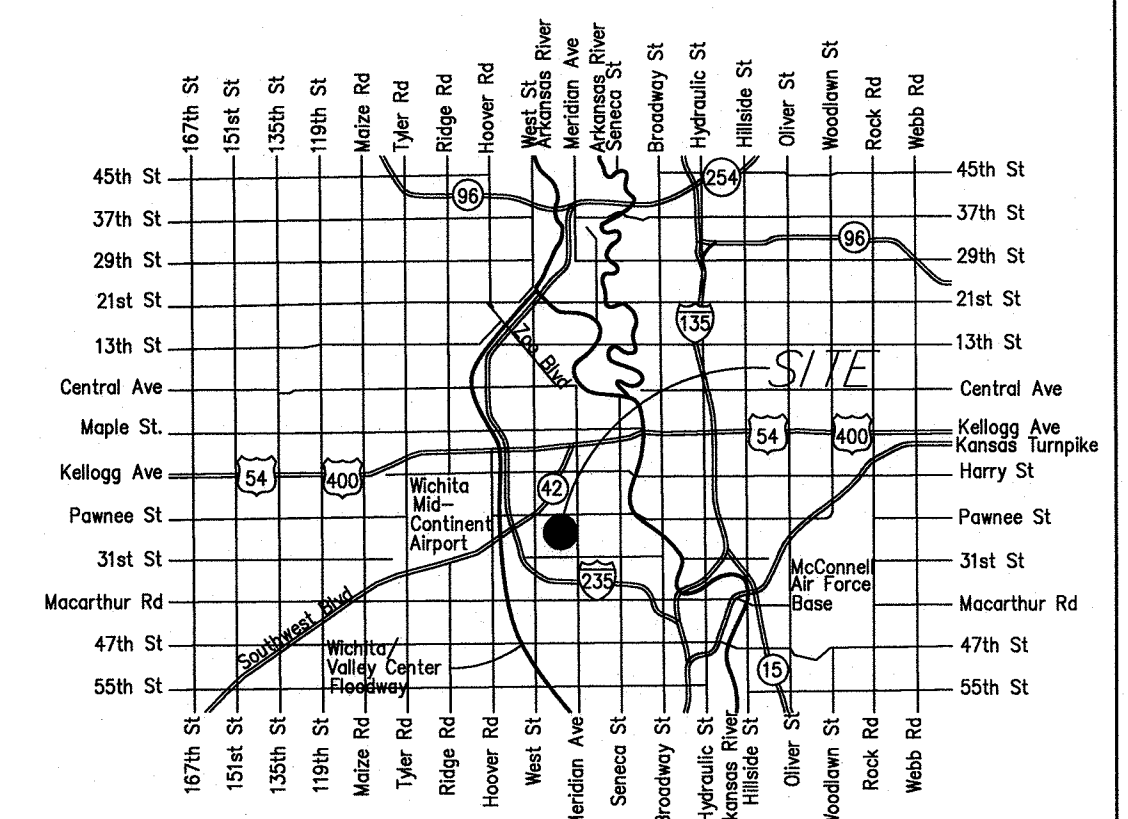 167th St
151st St
135th St
119th St
Maize Rd
Tyler Rd
Ridge Rd
Hoover Rd
West St
Arkansas River
Meridian Ave
Arkansas River
Seneca St
Broadway St
Hydraulic St
Hillside St
Oliver St
Woodlawn St
Rock Rd
Webb Rd
45th St
254
45th St
96
37th St
37th St
96
29th St
29th St
21st St
21st St
135
13th St
Zoo Blvd
13th St
SITE
Central Ave
Central Ave
Maple St.
54
400
Kellogg Ave
Kansas Turnpike
Kellogg Ave
54
400
Harry St
42
Wichita
Mid-
Continent
Airport
Pawnee St
Pawnee St
31st St
31st St
McConnell
Air Force
Base
235
Macarthur Rd
Macarthur Rd
Southwest Blvd
47th St
47th St
Wichita/
Valley Center
Floodway
15
55th St
55th St
167th St
151st St
135th St
119th St
Maize Rd
Tyler Rd
Ridge Rd
Hoover Rd
West St
Meridian Ave
Seneca St
Broadway St
Hydraulic St
kansas River
Hillside St
Oliver St
Woodlawn St
Rock Rd
Webb Rd